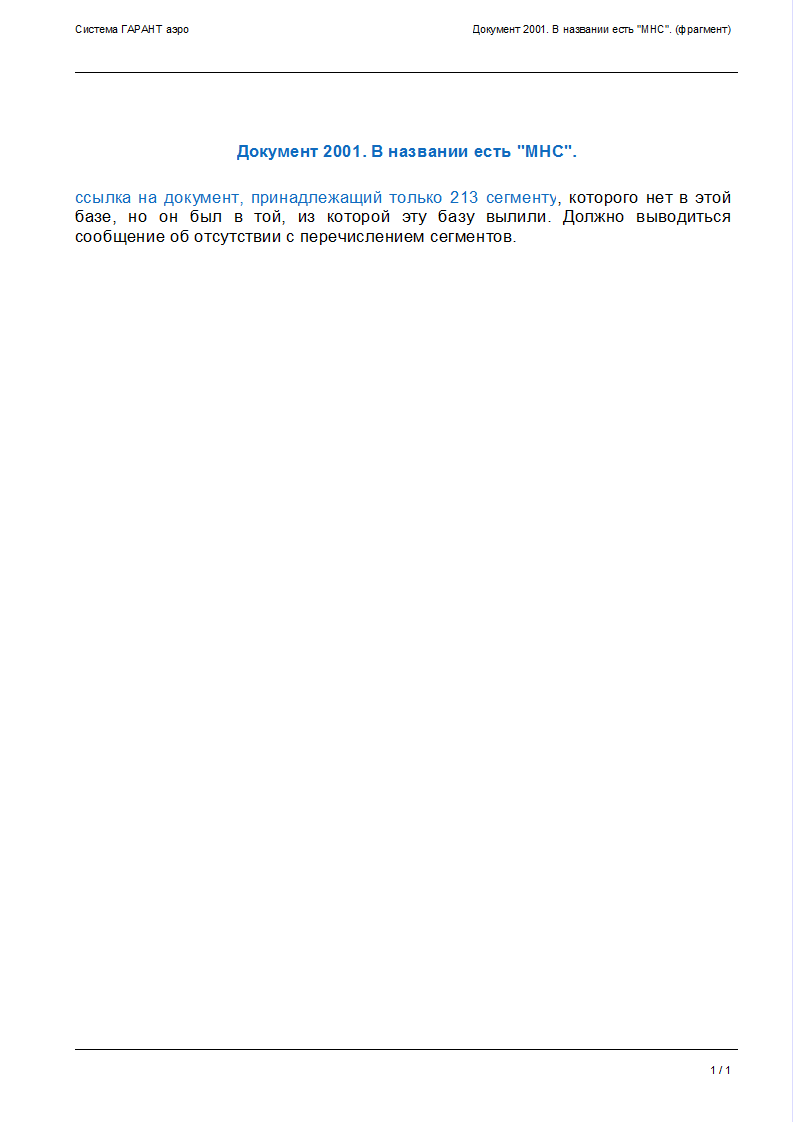 Система ГАРАНТ аэро
Документ 2001. В названии есть "МНС". (фрагмент)
Документ 2001. В названии есть "МНС".
ссылка на документ, принадлежащий только 213 сегменту, которого нет в этой
базе, но он был в той, из которой эту базу вылили. Должно выводиться
сообщение об отсутствии с перечислением сегментов.
1 / 1